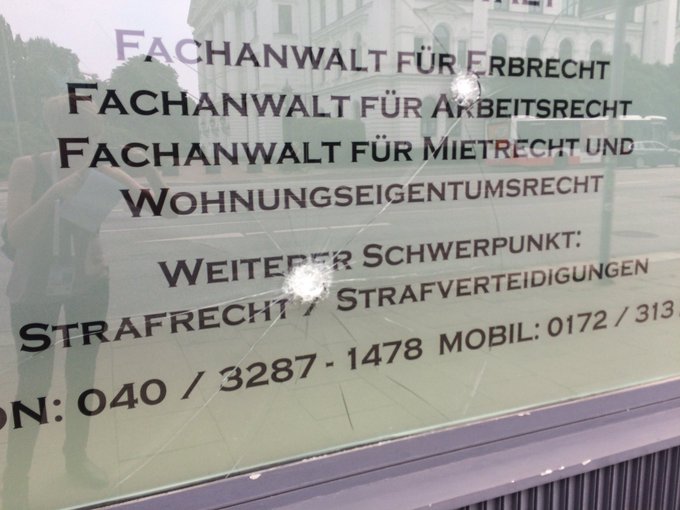 FACHANWALT FÜR ERBRECHT
FACHANWALT FÜR ARBEITSRECHT
FACHANWALT FÜR MIETRECHT UND
WOHNUNGSEIGENTUMSRECHT
WEITERER SCHWERPUNKT:
STRAFRECHT / STRAFVERTEIDIGUNGEN
ON: 040 / 3287 - 1478 MOBIL: 0172 / 313